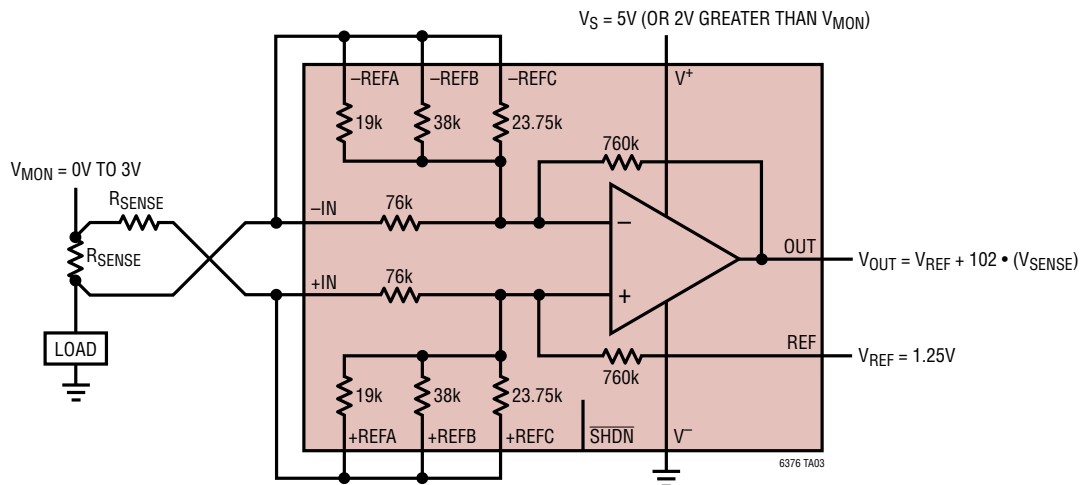 V_S = 5V (OR 2V GREATER THAN V_MON)
–REFA –REFB –REFC V⁺
19k 38k 23.75k
760k
V_MON = 0V TO 3V
R_SENSE
–IN 76k –
R_SENSE
OUT
V_OUT = V_REF + 102 • (V_SENSE)
+IN 76k +
LOAD
REF
V_REF = 1.25V
760k
19k 38k 23.75k
+REFA +REFB +REFC SHDN V⁻
6376 TA03